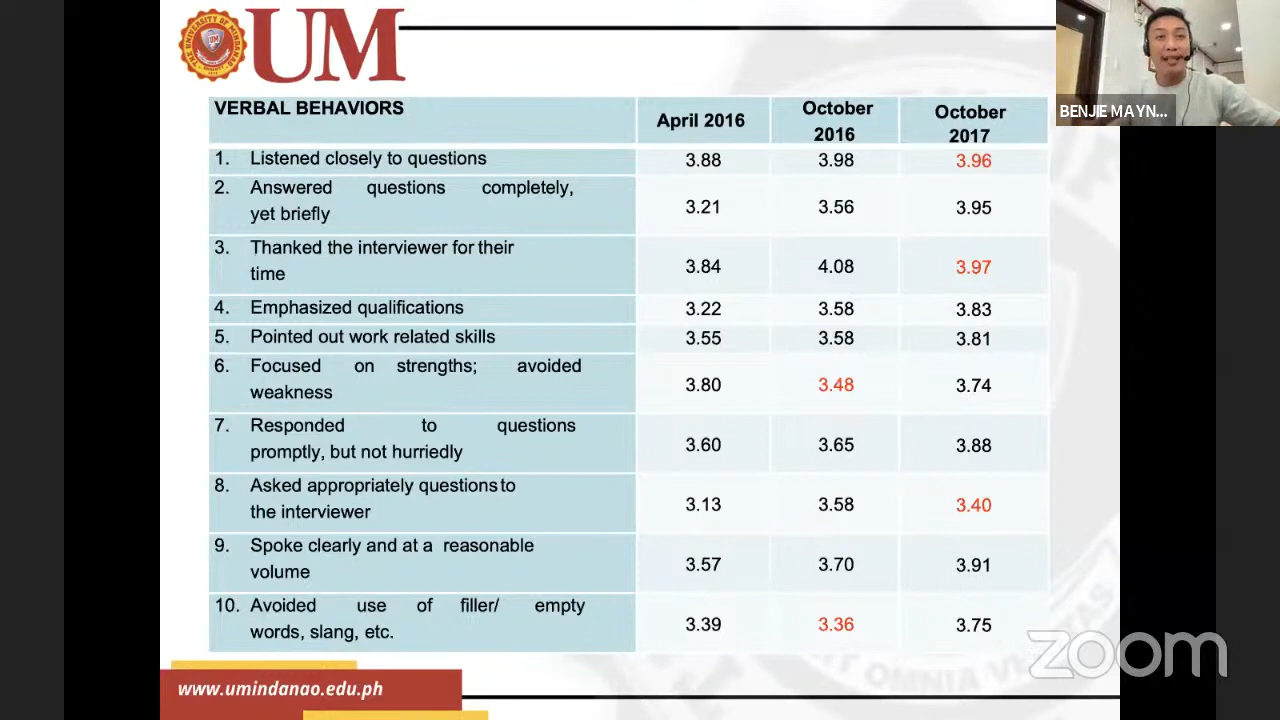 UM
BENJIE MAYN...
VERBAL BEHAVIORS
April 2016
October
2016
October
2017
1. Listened closely to questions 3.88 3.98 3.96
2. Answered questions completely,
yet briefly
3.21 3.56 3.95
3. Thanked the interviewer for their
time
3.84 4.08 3.97
4. Emphasized qualifications 3.22 3.58 3.83
5. Pointed out work related skills 3.55 3.58 3.81
6. Focused on strengths; avoided
weakness
3.80 3.48 3.74
7. Responded to questions
promptly, but not hurriedly
3.60 3.65 3.88
8. Asked appropriately questions to
the interviewer
3.13 3.58 3.40
9. Spoke clearly and at a reasonable
volume
3.57 3.70 3.91
10. Avoided use of filler/ empty
words, slang, etc.
3.39 3.36 3.75
zoom
www.umindanao.edu.ph